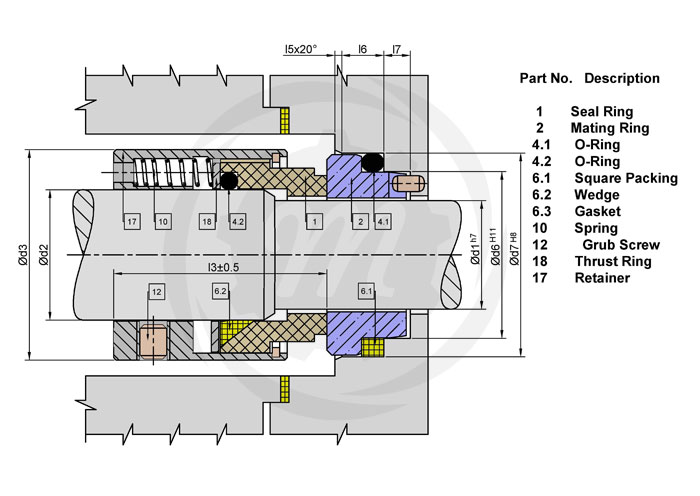 l5x20°
l6
l7
Part No. Description
1 Seal Ring
2 Mating Ring
4.1 O-Ring
4.2 O-Ring
6.1 Square Packing
6.2 Wedge
6.3 Gasket
10 Spring
12 Grub Screw
18 Thrust Ring
17 Retainer
17
10
18
4.2
1
2
4.1
Ød3
Ød2
l3±0.5
Ød1 h7
Ød6 H11
Ød7 H8
12
6.2
6.1